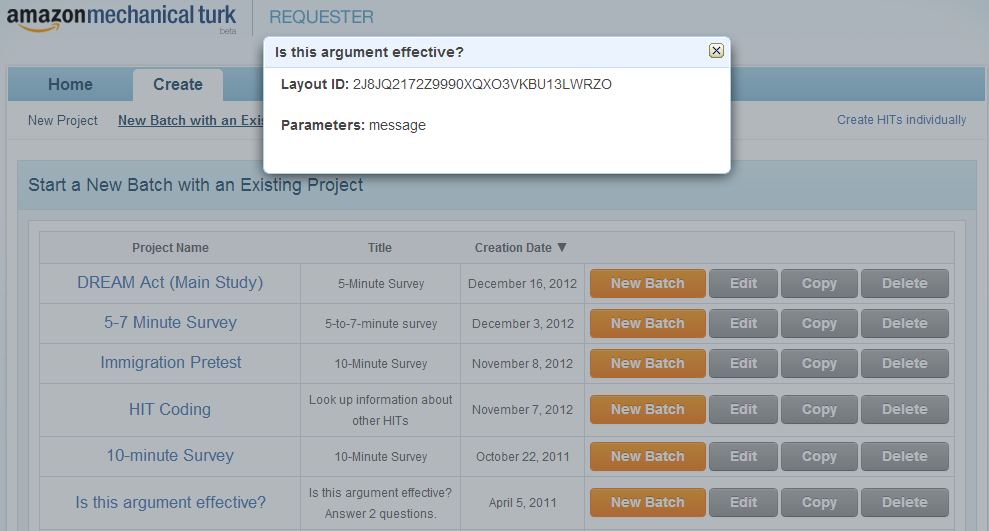 amazonmechanical turk
beta
REQUESTER
Is this argument effective?
Layout ID: 2J8JQ2172Z9990XQXO3VKBU13LWRZO
Parameters: message
Home
Create
New Project
New Batch with an Exis
Create HITs individually
Start a New Batch with an Existing Project
Project Name Title Creation Date ▼
DREAM Act (Main Study) 5-Minute Survey December 16, 2012 New Batch Edit Copy Delete
5-7 Minute Survey 5-to-7-minute survey December 3, 2012 New Batch Edit Copy Delete
Immigration Pretest 10-Minute Survey November 8, 2012 New Batch Edit Copy Delete
HIT Coding Look up information about
other HITs November 7, 2012 New Batch Edit Copy Delete
10-minute Survey 10-Minute Survey October 22, 2011 New Batch Edit Copy Delete
Is this argument effective? Is this argument effective?
Answer 2 questions. April 5, 2011 New Batch Edit Copy Delete